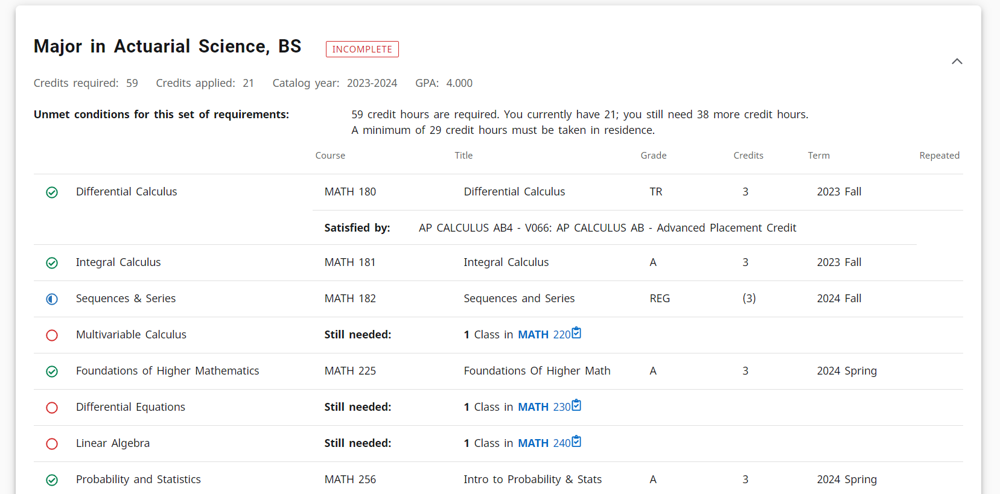 Major in Actuarial Science, BS INCOMPLETE
Credits required: 59 Credits applied: 21 Catalog year: 2023-2024 GPA: 4.000
Unmet conditions for this set of requirements: 59 credit hours are required. You currently have 21; you still need 38 more credit hours.
A minimum of 29 credit hours must be taken in residence.
Course Title Grade Credits Term Repeated
Differential Calculus MATH 180 Differential Calculus TR 3 2023 Fall
Satisfied by: AP CALCULUS AB4 - V066: AP CALCULUS AB - Advanced Placement Credit
Integral Calculus MATH 181 Integral Calculus A 3 2023 Fall
Sequences & Series MATH 182 Sequences and Series REG (3) 2024 Fall
Multivariable Calculus Still needed: 1 Class in MATH 220
Foundations of Higher Mathematics MATH 225 Foundations Of Higher Math A 3 2024 Spring
Differential Equations Still needed: 1 Class in MATH 230
Linear Algebra Still needed: 1 Class in MATH 240
Probability and Statistics MATH 256 Intro to Probability & Stats A 3 2024 Spring